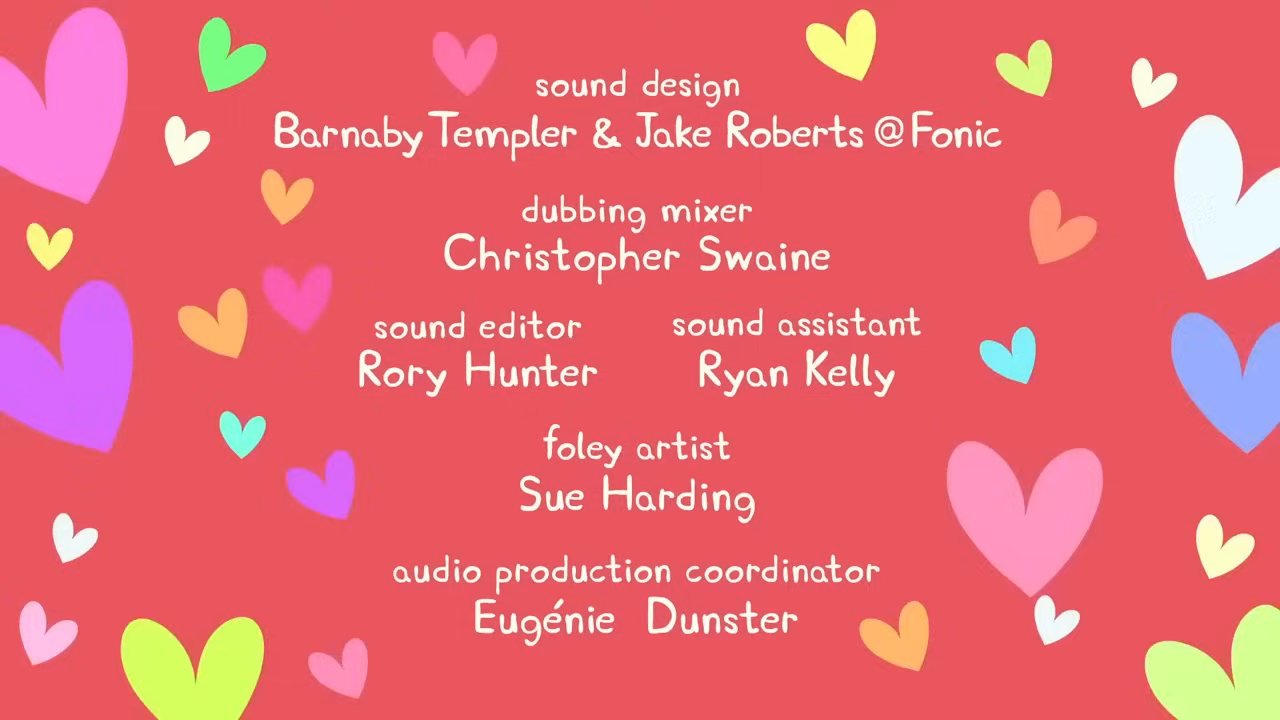 sound design
Barnaby Templer & Jake Roberts @ Fonic
dubbing mixer
Christopher Swaine
sound editor
Rory Hunter
sound assistant
Ryan Kelly
foley artist
Sue Harding
audio production coordinator
Eugénie Dunster